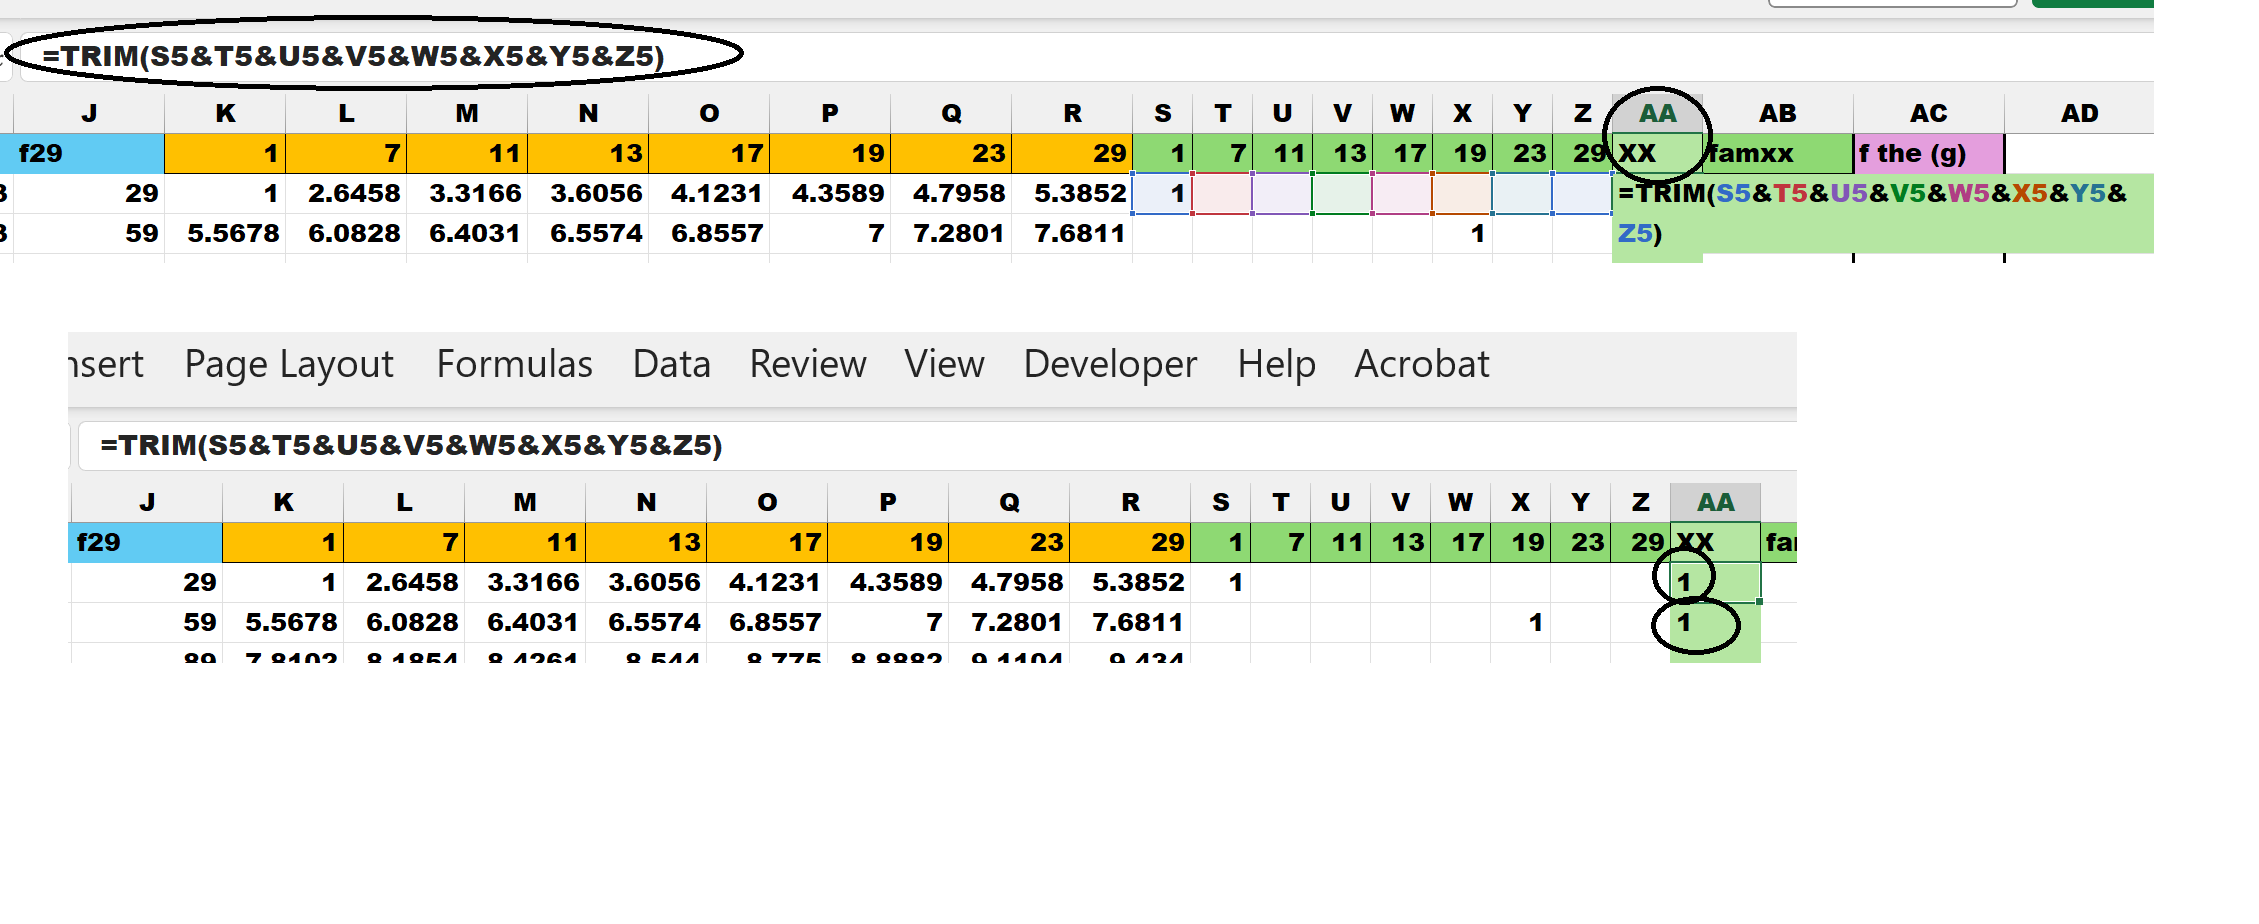 =TRIM(S5&T5&U5&V5&W5&X5&Y5&Z5)
J K L M N O P Q R S T U V W X Y Z AA AB AC AD
f29 1 7 11 13 17 19 23 29 1 7 11 13 17 19 23 29 XX famxx f the (g)
29 1 2.6458 3.3166 3.6056 4.1231 4.3589 4.7958 5.3852 1 =TRIM(S5&T5&U5&V5&W5&X5&Y5&
59 5.5678 6.0828 6.4031 6.5574 6.8557 7 7.2801 7.6811 1 Z5)
nsert Page Layout Formulas Data Review View Developer Help Acrobat
=TRIM(S5&T5&U5&V5&W5&X5&Y5&Z5)
J K L M N O P Q R S T U V W X Y Z AA
f29 1 7 11 13 17 19 23 29 1 7 11 13 17 19 23 29 XX fa
29 1 2.6458 3.3166 3.6056 4.1231 4.3589 4.7958 5.3852 1 1
59 5.5678 6.0828 6.4031 6.5574 6.8557 7 7.2801 7.6811 1 1
89 7.8102 8.1854 8.4261 8.544 8.775 8.8882 9.1104 9.434